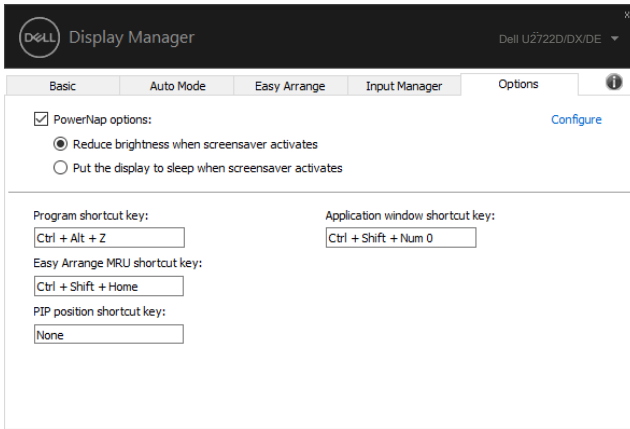 DELL Display Manager
Dell U2722D/DX/DE
Basic Auto Mode Easy Arrange Input Manager Options
PowerNap options: Configure
Reduce brightness when screensaver activates
Put the display to sleep when screensaver activates
Program shortcut key: Application window shortcut key:
Ctrl + Alt + Z Ctrl + Shift + Num 0
Easy Arrange MRU shortcut key:
Ctrl + Shift + Home
PIP position shortcut key:
None